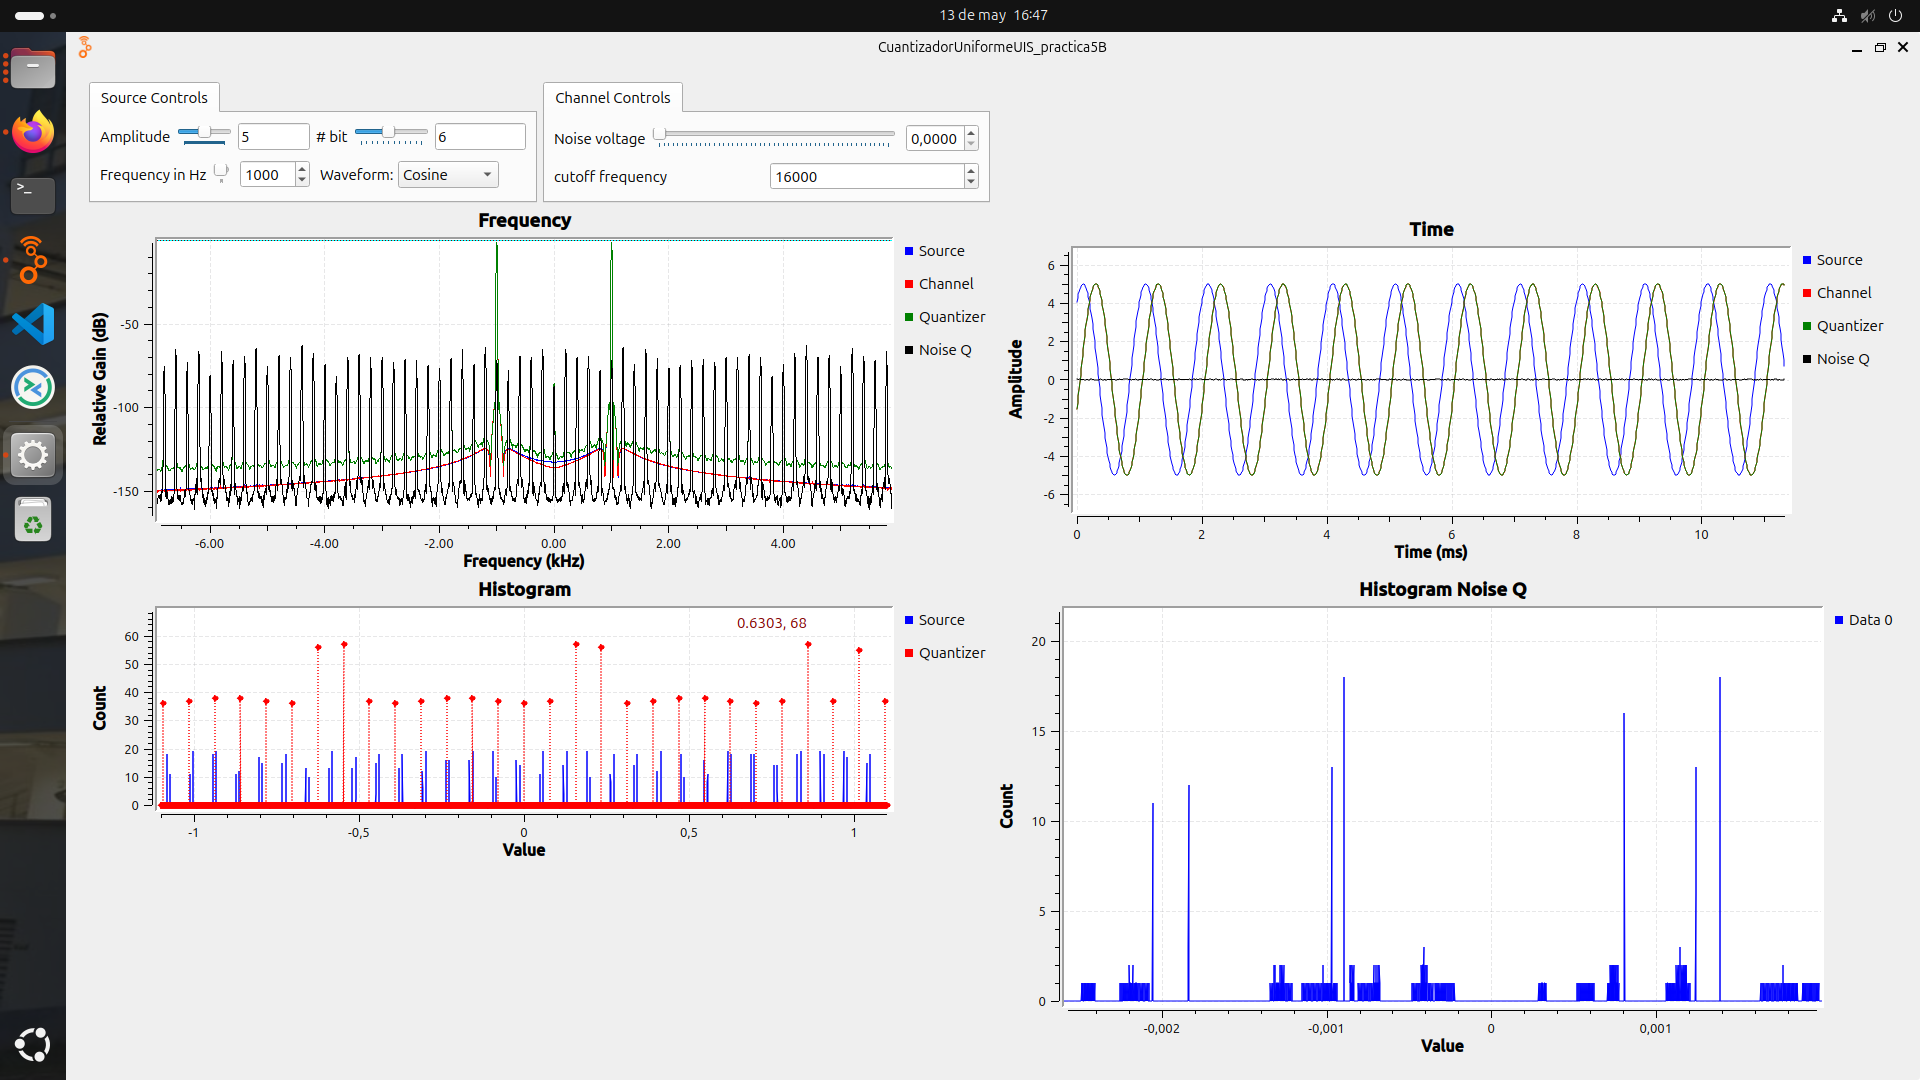 13 de may 16:47
CuantizadorUniformeUIS_practica5B
Source Controls
Amplitude 5 # bit 6
Frequency in Hz 1000 Waveform: Cosine
Channel Controls
Noise voltage 0,0000
cutoff frequency 16000
Frequency
Relative Gain (dB)
-50
-100
-150
-6.00 -4.00 -2.00 0.00 2.00 4.00
Frequency (kHz)
Source
Channel
Quantizer
Noise Q
Time
Amplitude
6
4
2
0
-2
-4
-6
0 2 4 6 8 10
Time (ms)
Source
Channel
Quantizer
Noise Q
Histogram
0.6303, 68
Count
60
50
40
30
20
10
0
-1 -0,5 0 0,5 1
Value
Source
Quantizer
Histogram Noise Q
Count
20
15
10
5
0
-0,002 -0,001 0 0,001
Value
Data 0